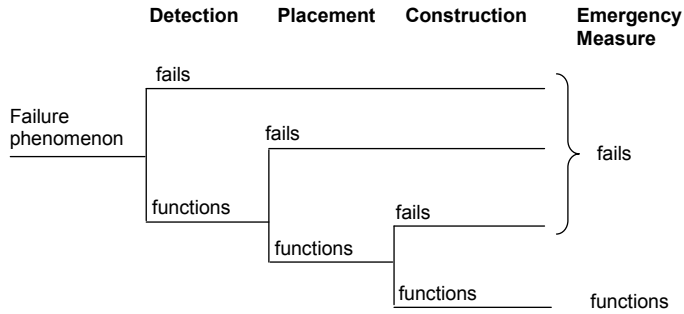 Detection Placement Construction Emergency
Measure
fails
Failure
phenomenon
fails
fails
functions
fails
functions
functions
functions